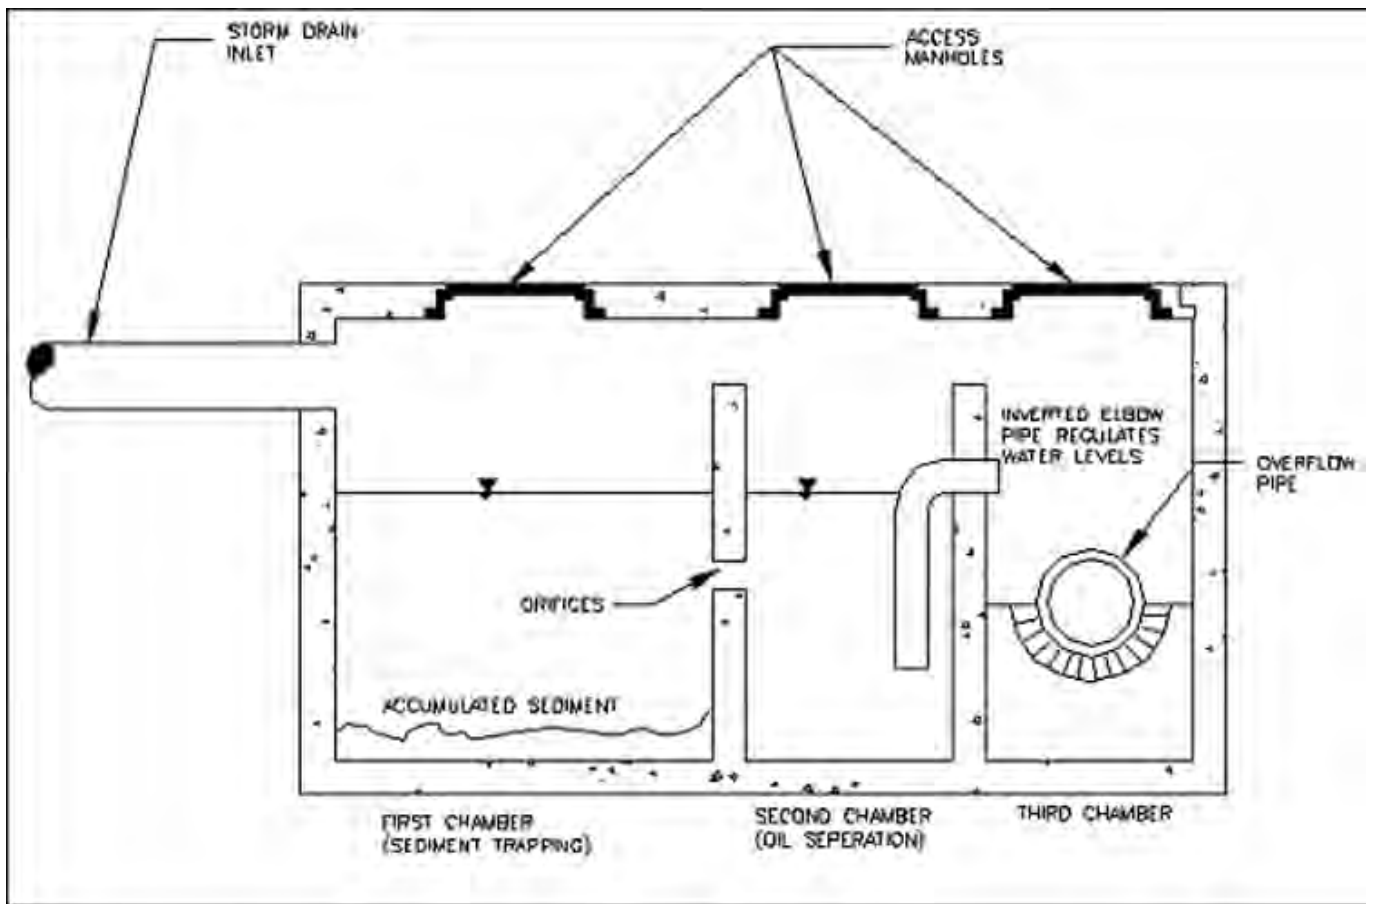 STORM DRAIN
INLET
ACCESS
MANHOLES
INVERTED ELBOW
PIPE REGULATES
WATER LEVELS
OVERFLOW
PIPE
ORIFICES
ACCUMULATED SEDIMENT
FIRST CHAMBER
(SEDIMENT TRAPPING)
SECOND CHAMBER
(OIL SEPERATION)
THIRD CHAMBER